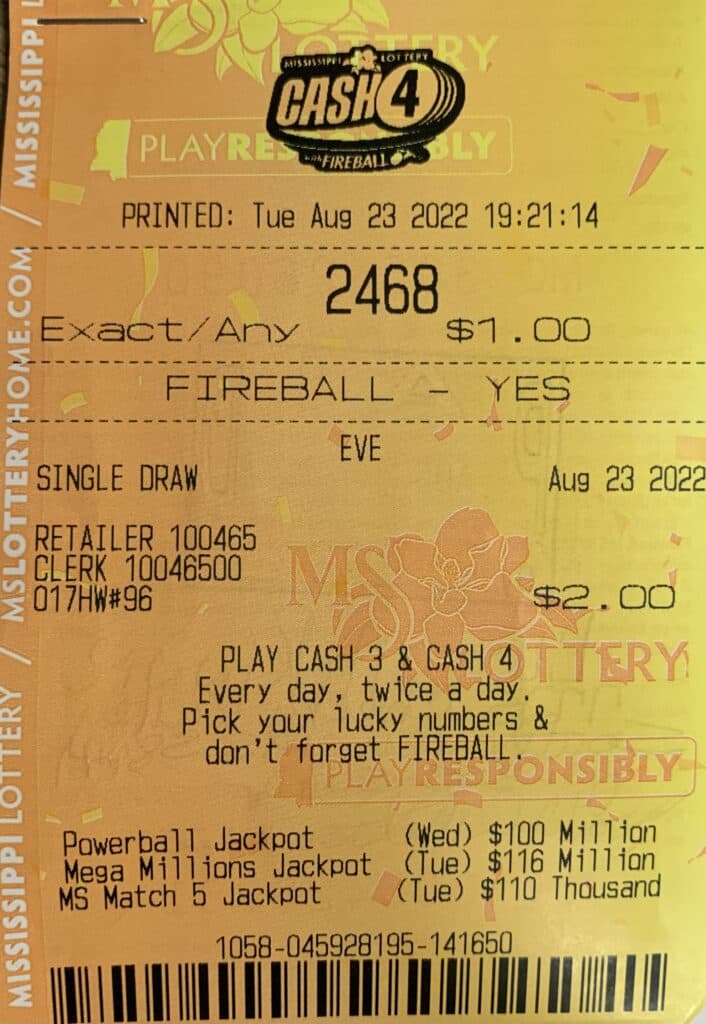 MISSISSIPPI LOTTERY
CASH 4
with FIREBALL
LOTTERY
PLAY RESPONSIBLY
PRINTED: Tue Aug 23 2022 19:21:14
2468
Exact/Any $1.00
FIREBALL - YES
EVE
SINGLE DRAW Aug 23 2022
RETAILER 100465
CLERK 10046500
017HW#96 $2.00
MS
LOTTERY
PLAY CASH 3 & CASH 4
Every day, twice a day.
Pick your lucky numbers &
don't forget FIREBALL.
PLAYRESPONSIBLY
Powerball Jackpot (Wed) $100 Million
Mega Millions Jackpot (Tue) $116 Million
MS Match 5 Jackpot (Tue) $110 Thousand
1058-045928195-141650
MISSISSIPPI LOTTERY / MSLOTTERYHOME.COM / MISSISSIPPI L